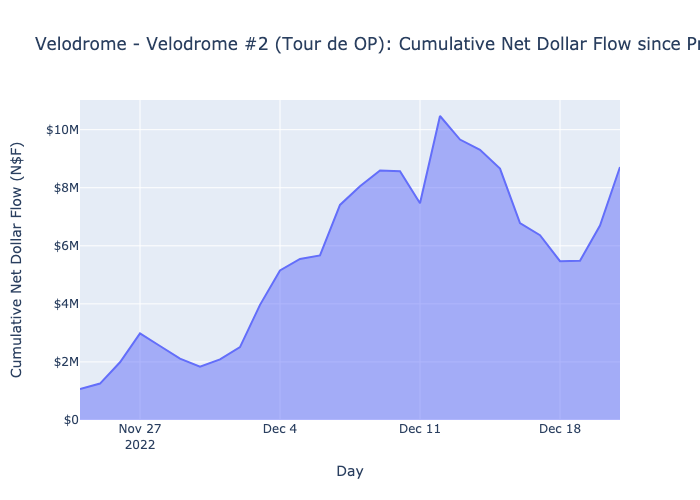 Velodrome - Velodrome #2 (Tour de OP): Cumulative Net Dollar Flow since
Cumulative Net Dollar Flow (N$F)
$10M
$8M
$6M
$4M
$2M
$0
Nov 27
2022
Dec 4
Dec 11
Dec 18
Day